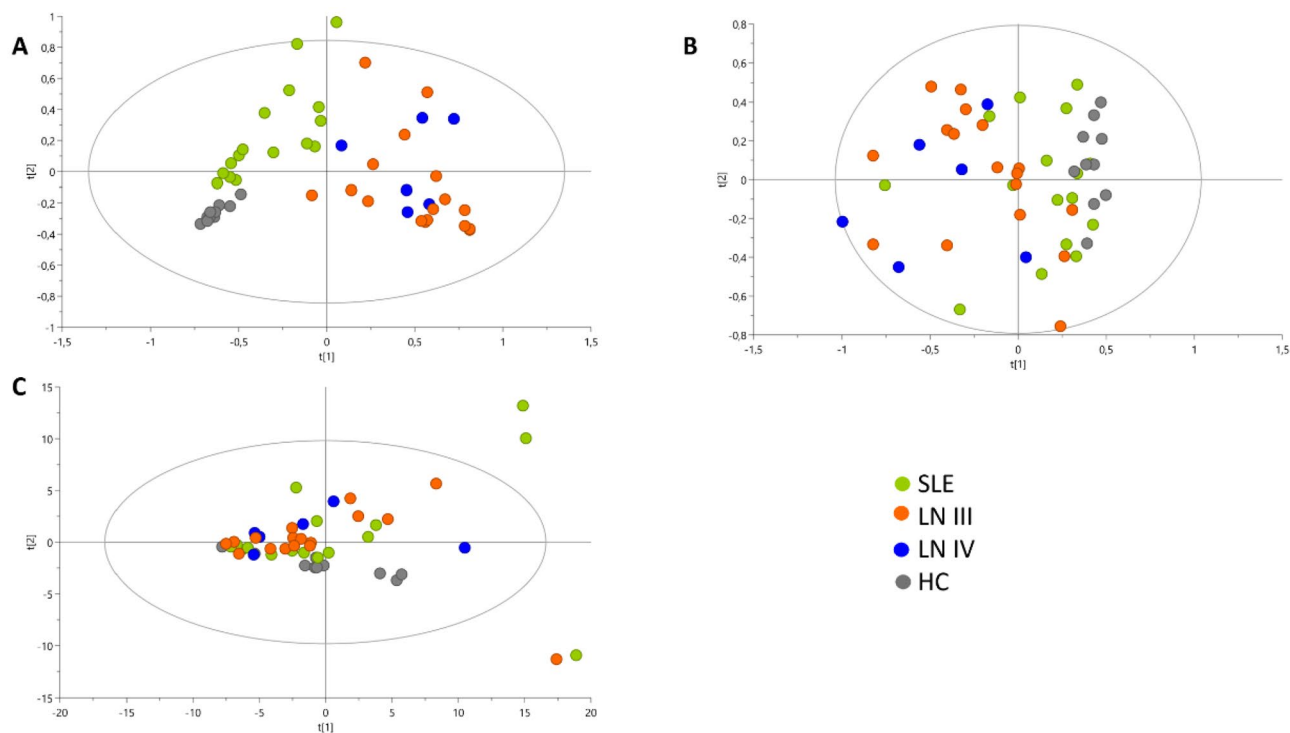 A
1
0,8
0,6
0,4
0,2
0
-0,2
-0,4
-0,6
-0,8
-1
t[2]
-1,5 -1 -0,5 0 0,5 1 1,5
t[1]
B
0,8
0,6
0,4
0,2
0
-0,2
-0,4
-0,6
-0,8
t[2]
-1,5 -1 -0,5 0 0,5 1 1,5
t[1]
C
15
10
5
0
-5
-10
-15
t[2]
-20 -15 -10 -5 0 5 10 15 20
t[1]
SLE
LN III
LN IV
HC